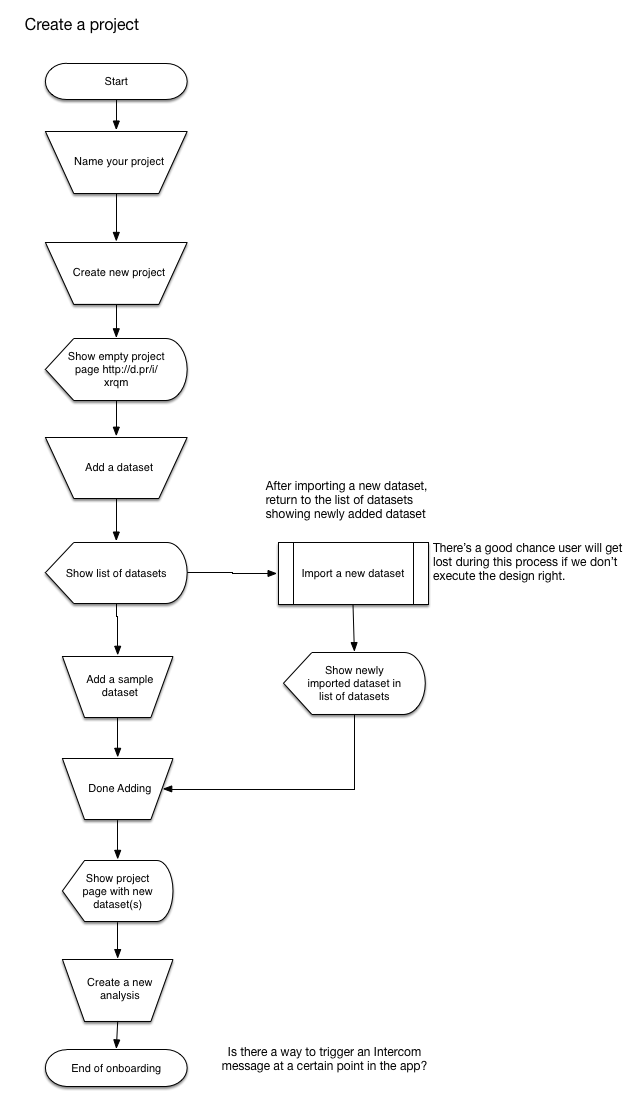 Create a project
Start
Name your project
Create new project
Show empty project
page http://d.pr/i/
xrqm
Add a dataset
After importing a new dataset,
return to the list of datasets
showing newly added dataset
Show list of datasets
Import a new dataset
There's a good chance user will get
lost during this process if we don't
execute the design right.
Add a sample
dataset
Show newly
imported dataset in
list of datasets
Done Adding
Show project
page with new
dataset(s)
Create a new
analysis
End of onboarding
Is there a way to trigger an Intercom
message at a certain point in the app?